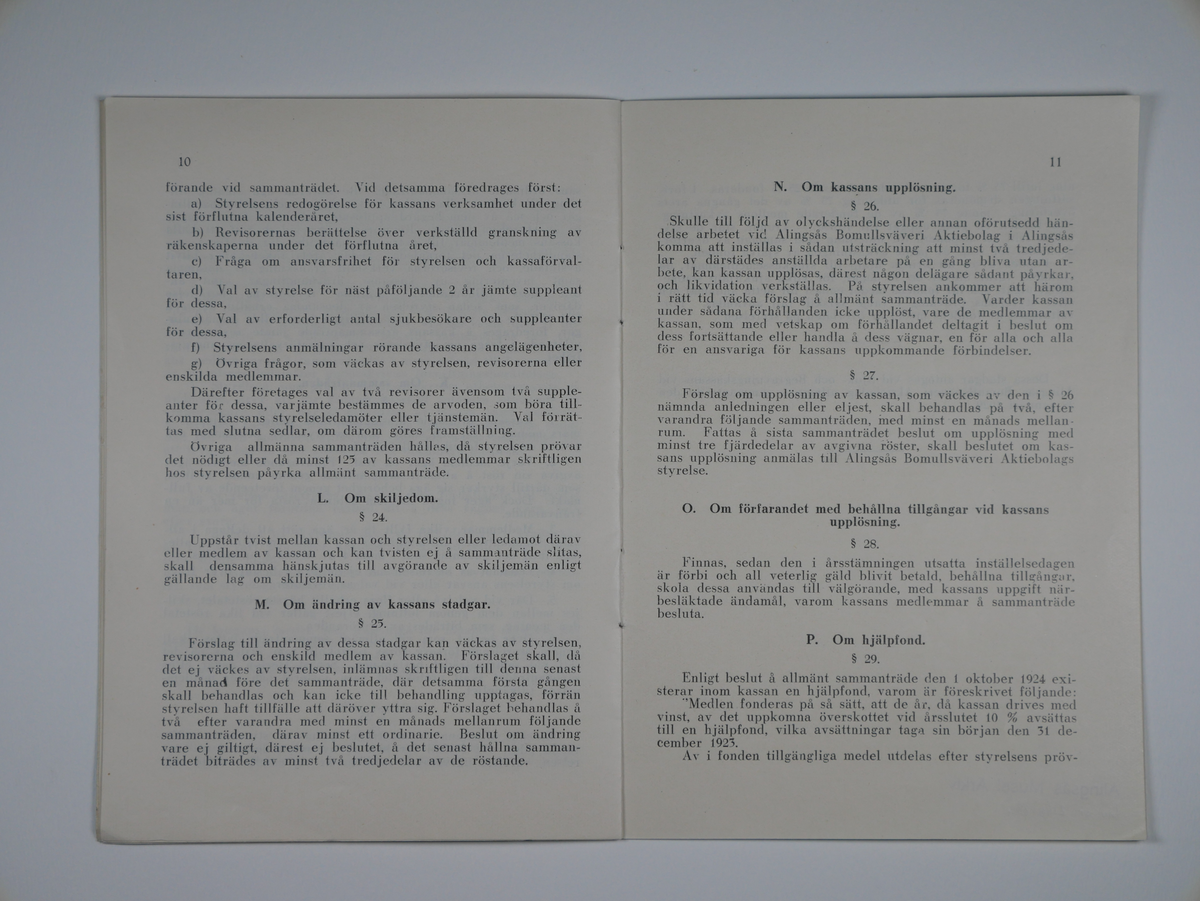 10
förande vid sammanträdet. Vid detsamma föredrages först:
a) Styrelsens redogörelse för kassans verksamhet under det
sist förflutna kalenderåret,
b) Revisorernas berättelse över verkställd granskning av
räkenskaperna under det förflutna året,
c) Fråga om ansvarsfrihet för styrelsen och kassaförval-
taren,
d) Val av styrelse för näst påföljande 2 år jämte suppleant
för dessa,
e) Val av erforderligt antal sjukbesökare och suppleanter
för dessa,
f) Styrelsens anmälningar rörande kassans angelägenheter,
g) Övriga frågor, som väckas av styrelsen, revisorerna eller
enskilda medlemmar.
Därefter företages val av två revisorer ävensom två supple-
anter för dessa, varjämte bestämmes de arvoden, som böra till-
komma kassans styrelseledamöter eller tjänstemän. Val förrät-
tas med slutna sedlar, om därom göres framställning.
Övriga allmänna sammanträden hålles, då styrelsen prövar
det nödigt eller då minst 125 av kassans medlemmar skriftligen
hos styrelsen påyrka allmänt sammanträde.
L. Om skiljedom.
§ 24.
Uppstår tvist mellan kassan och styrelsen eller ledamot därav
eller medlem av kassan och kan tvisten ej å sammanträde slitas,
skall densamma hänskjutas till avgörande av skiljemän enligt
gällande lag om skiljemän.
M. Om ändring av kassans stadgar.
§ 25.
Förslag till ändring av dessa stadgar kan väckas av styrelsen,
revisorerna och enskild medlem av kassan. Förslaget skall, då
det ej väckes av styrelsen, inlämnas skriftligen till denna senast
en månad före det sammanträde, där detsamma första gången
skall behandlas och kan icke till behandling upptagas, förrän
styrelsen haft tillfälle att däröver yttra sig. Förslaget behandlas å
två efter varandra med minst en månads mellanrum följande
sammanträden, därav minst ett ordinarie. Beslut om ändring
vare ej giltigt, därest ej beslutet, å det senast hållna samman-
trädet biträdes av minst två tredjedelar av de röstande.
11
N. Om kassans upplösning.
§ 26.
Skulle till följd av olyckshändelse eller annan oförutsedd hän-
delse arbetet vid Alingsås Bomullsväveri Aktiebolag i Alingsås
komma att inställas i sådan utsträckning att minst två tredjede-
lar av därstädes anställda arbetare på en gång bliva utan ar-
bete, kan kassan upplösas, därest någon delägare sådant påyrkar,
och likvidation verkställas. På styrelsen ankommer att härom
i rätt tid väcka förslag å allmänt sammanträde. Varder kassan
under sådana förhållanden icke upplöst, vare de medlemmar av
kassan, som med vetskap om förhållandet deltagit i beslut om
dess fortsättande eller handla å dess vägnar, en för alla och alla
för en ansvariga för kassans uppkommande förbindelser.
§ 27.
Förslag om upplösning av kassan, som väckes av den i § 26
nämnda anledningen eller eljest, skall behandlas på två, efter
varandra följande sammanträden, med minst en månads mellan-
rum. Fattas å sista sammanträdet beslut om upplösning med
minst tre fjärdedelar av avgivna röster, skall beslutet om kas-
sans upplösning anmälas till Alingsås Bomullsväveri Aktiebolags
styrelse.
O. Om förfarandet med behållna tillgångar vid kassans
upplösning.
§ 28.
Finnas, sedan den i årsstämningen utsatta inställelsedagen
är förbi och all veterlig gäld blivit betald, behållna tillgångar,
skola dessa användas till välgörande, med kassans uppgift när-
besläktade ändamål, varom kassans medlemmar å sammanträde
besluta.
P. Om hjälpfond.
§ 29.
Enligt beslut å allmänt sammanträde den 1 oktober 1924 exi-
sterar inom kassan en hjälpfond, varom är föreskrivet följande:
"Medlen fonderas på så sätt, att de år, då kassan drives med
vinst, av det uppkomna överskottet vid årsslutet 10 % avsättas
till en hjälpfond, vilka avsättningar taga sin början den 31 de-
cember 1923.
Av i fonden tillgängliga medel utdelas efter styrelsens pröv-